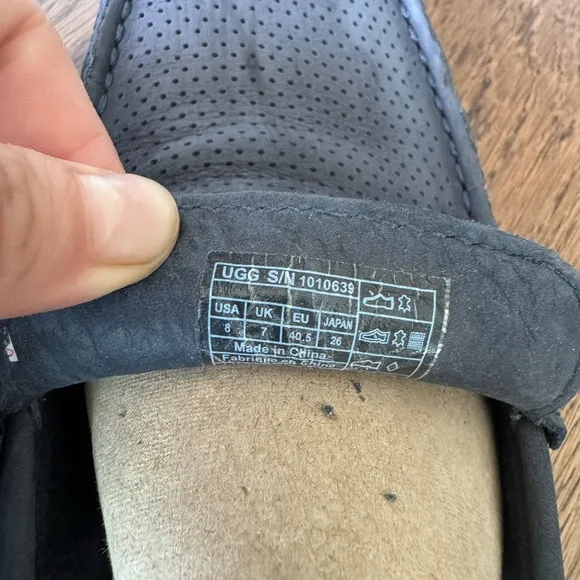 UGG S/N 1010639
USA UK EU JAPAN
8 7 40.5 26
Made in China
Fabriqué en Chine